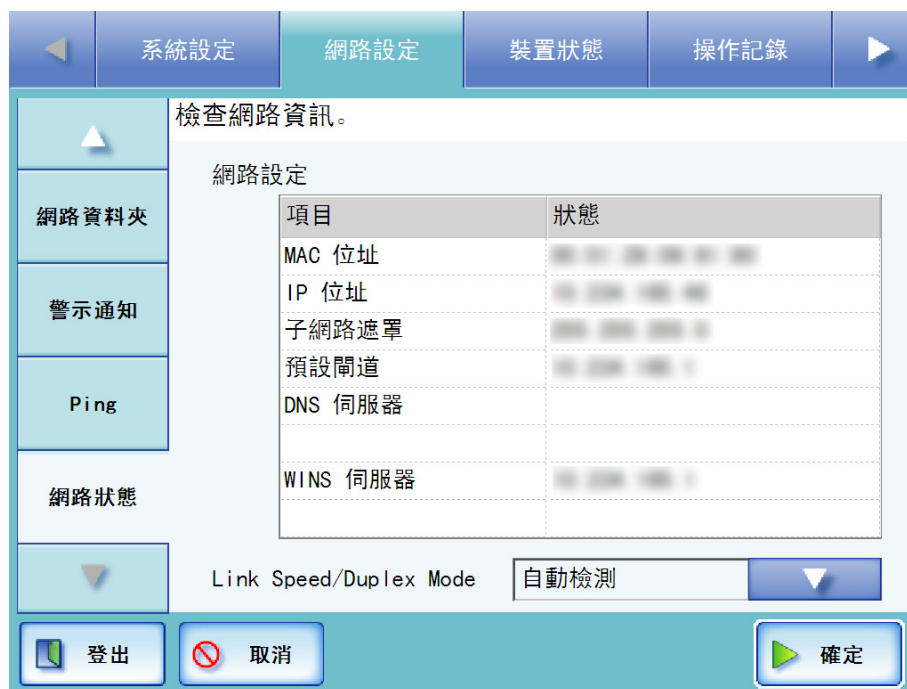 系統設定 網路設定 裝置狀態 操作記錄
檢查網路資訊。
網路設定
網路資料夾
警示通知
Ping
網路狀態
項目 狀態
MAC 位址
IP 位址
子網路遮罩
預設閘道
DNS 伺服器
WINS 伺服器
Link Speed/Duplex Mode 自動檢測
登出 取消 確定